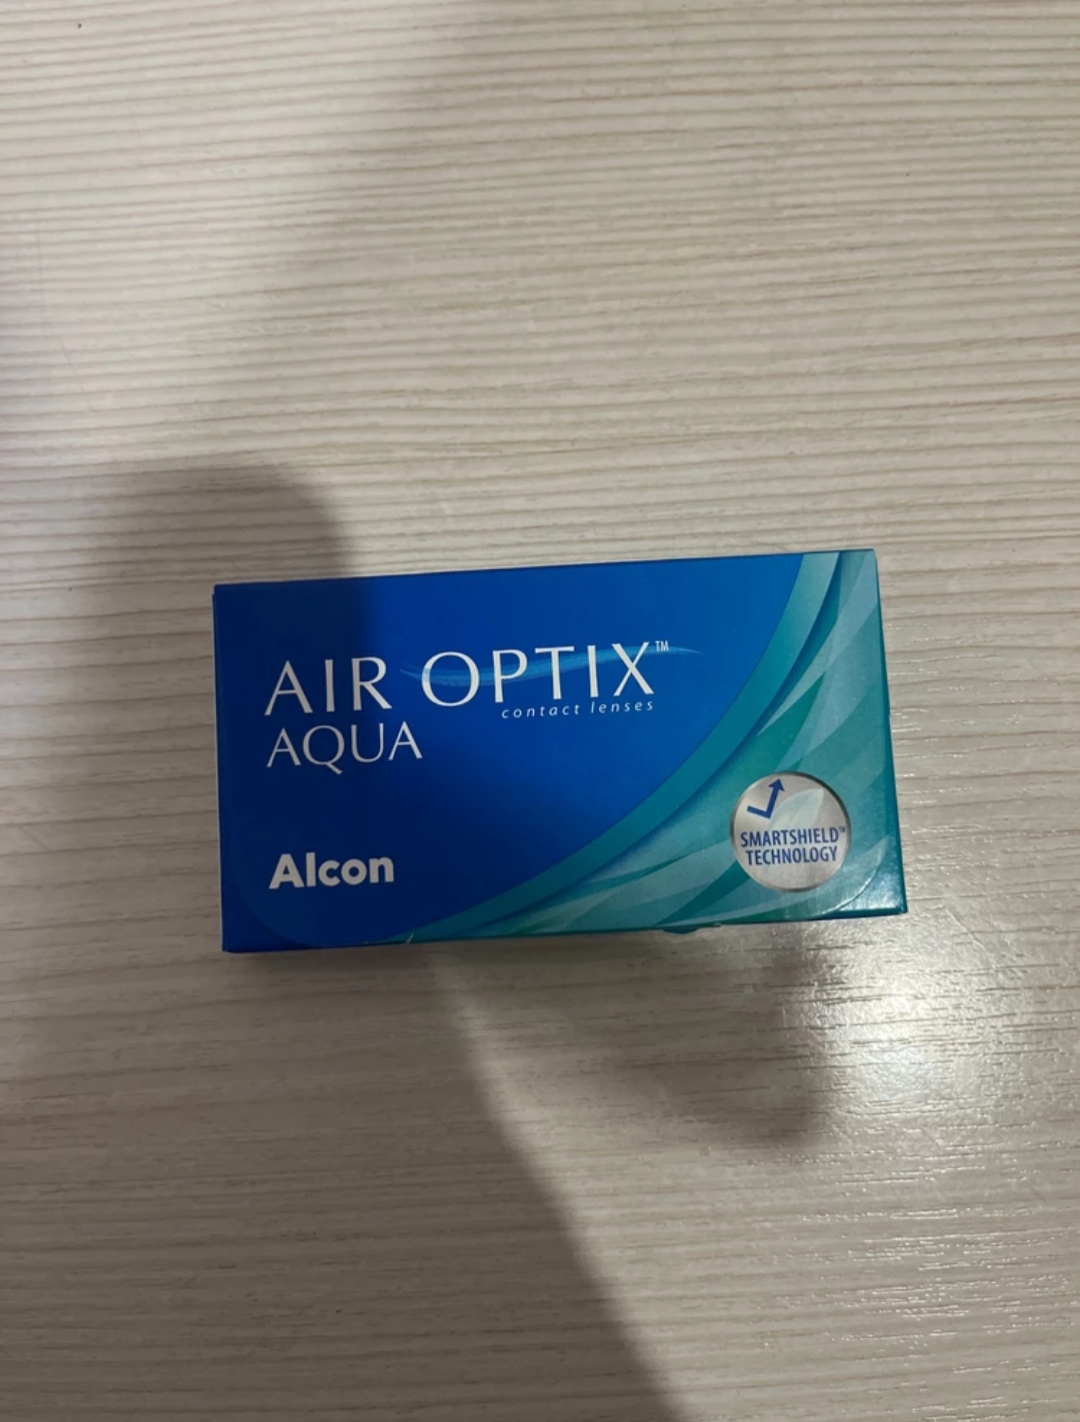 AIR OPTIX™
contact lenses
AQUA
Alcon
SMARTSHIELD™
TECHNOLOGY